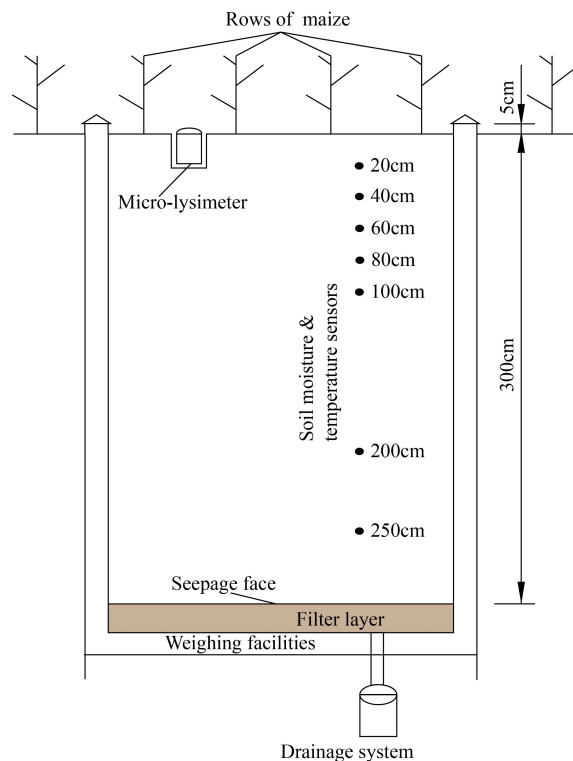 Rows of maize
5cm
20cm
Micro-lysimeter
40cm
60cm
80cm
100cm
Soil moisture &
temperature sensors
300cm
200cm
250cm
Seepage face
Filter layer
Weighing facilities
Drainage system